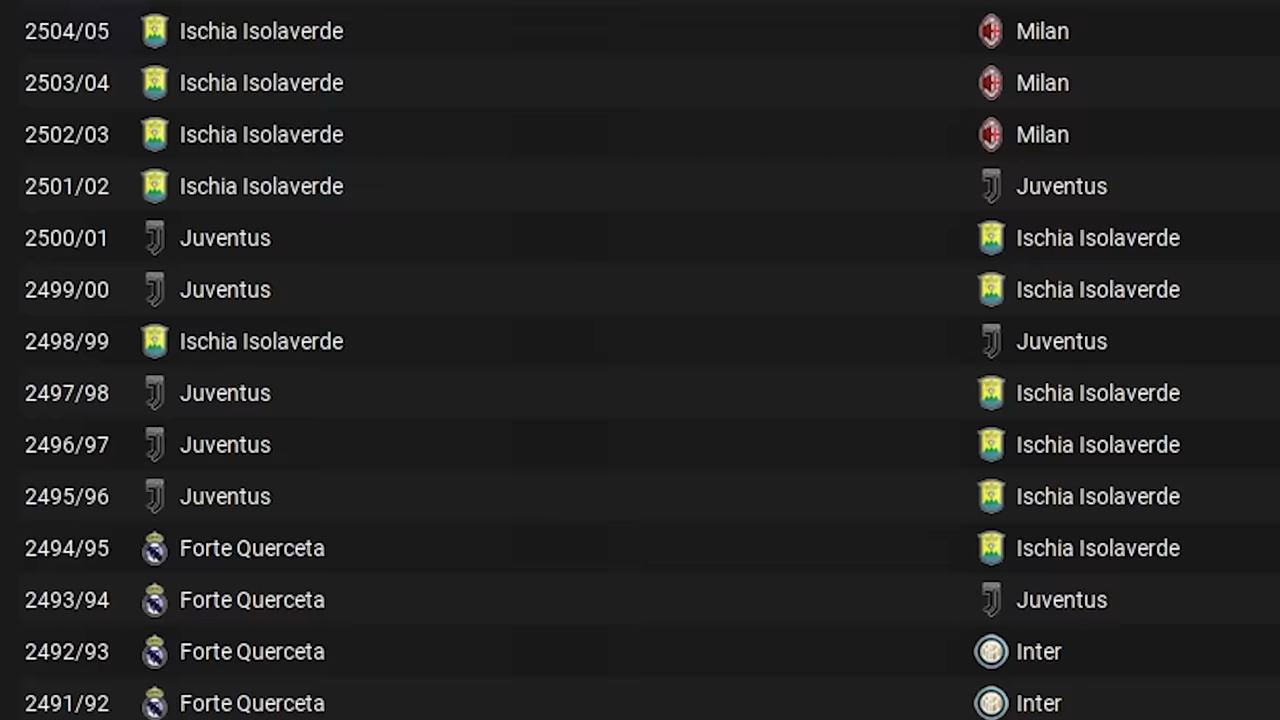 2504/05 Ischia Isolaverde Milan
2503/04 Ischia Isolaverde Milan
2502/03 Ischia Isolaverde Milan
2501/02 Ischia Isolaverde Juventus
2500/01 Juventus Ischia Isolaverde
2499/00 Juventus Ischia Isolaverde
2498/99 Ischia Isolaverde Juventus
2497/98 Juventus Ischia Isolaverde
2496/97 Juventus Ischia Isolaverde
2495/96 Juventus Ischia Isolaverde
2494/95 Forte Querceta Ischia Isolaverde
2493/94 Forte Querceta Juventus
2492/93 Forte Querceta Inter
2491/92 Forte Querceta Inter